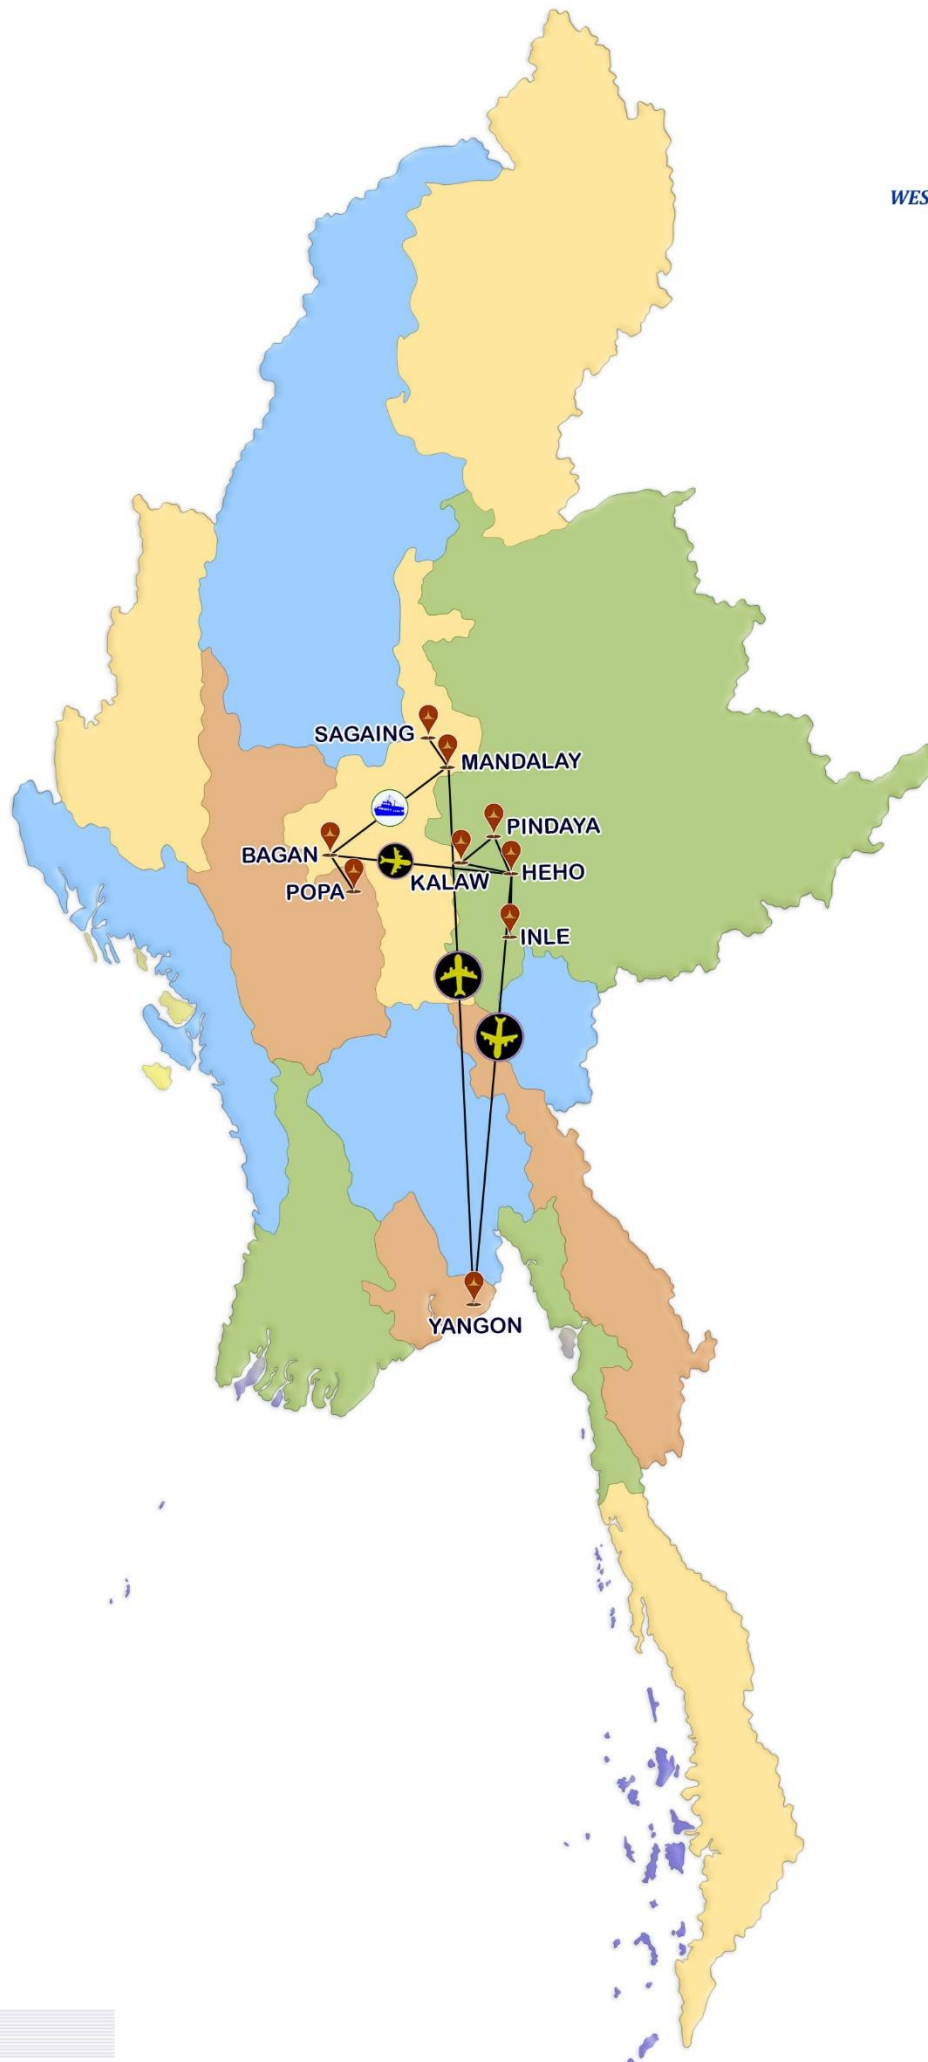 WES
SAGAING
MANDALAY
PINDAYA
BAGAN
KALAW
HEHO
POPA
INLE
YANGON